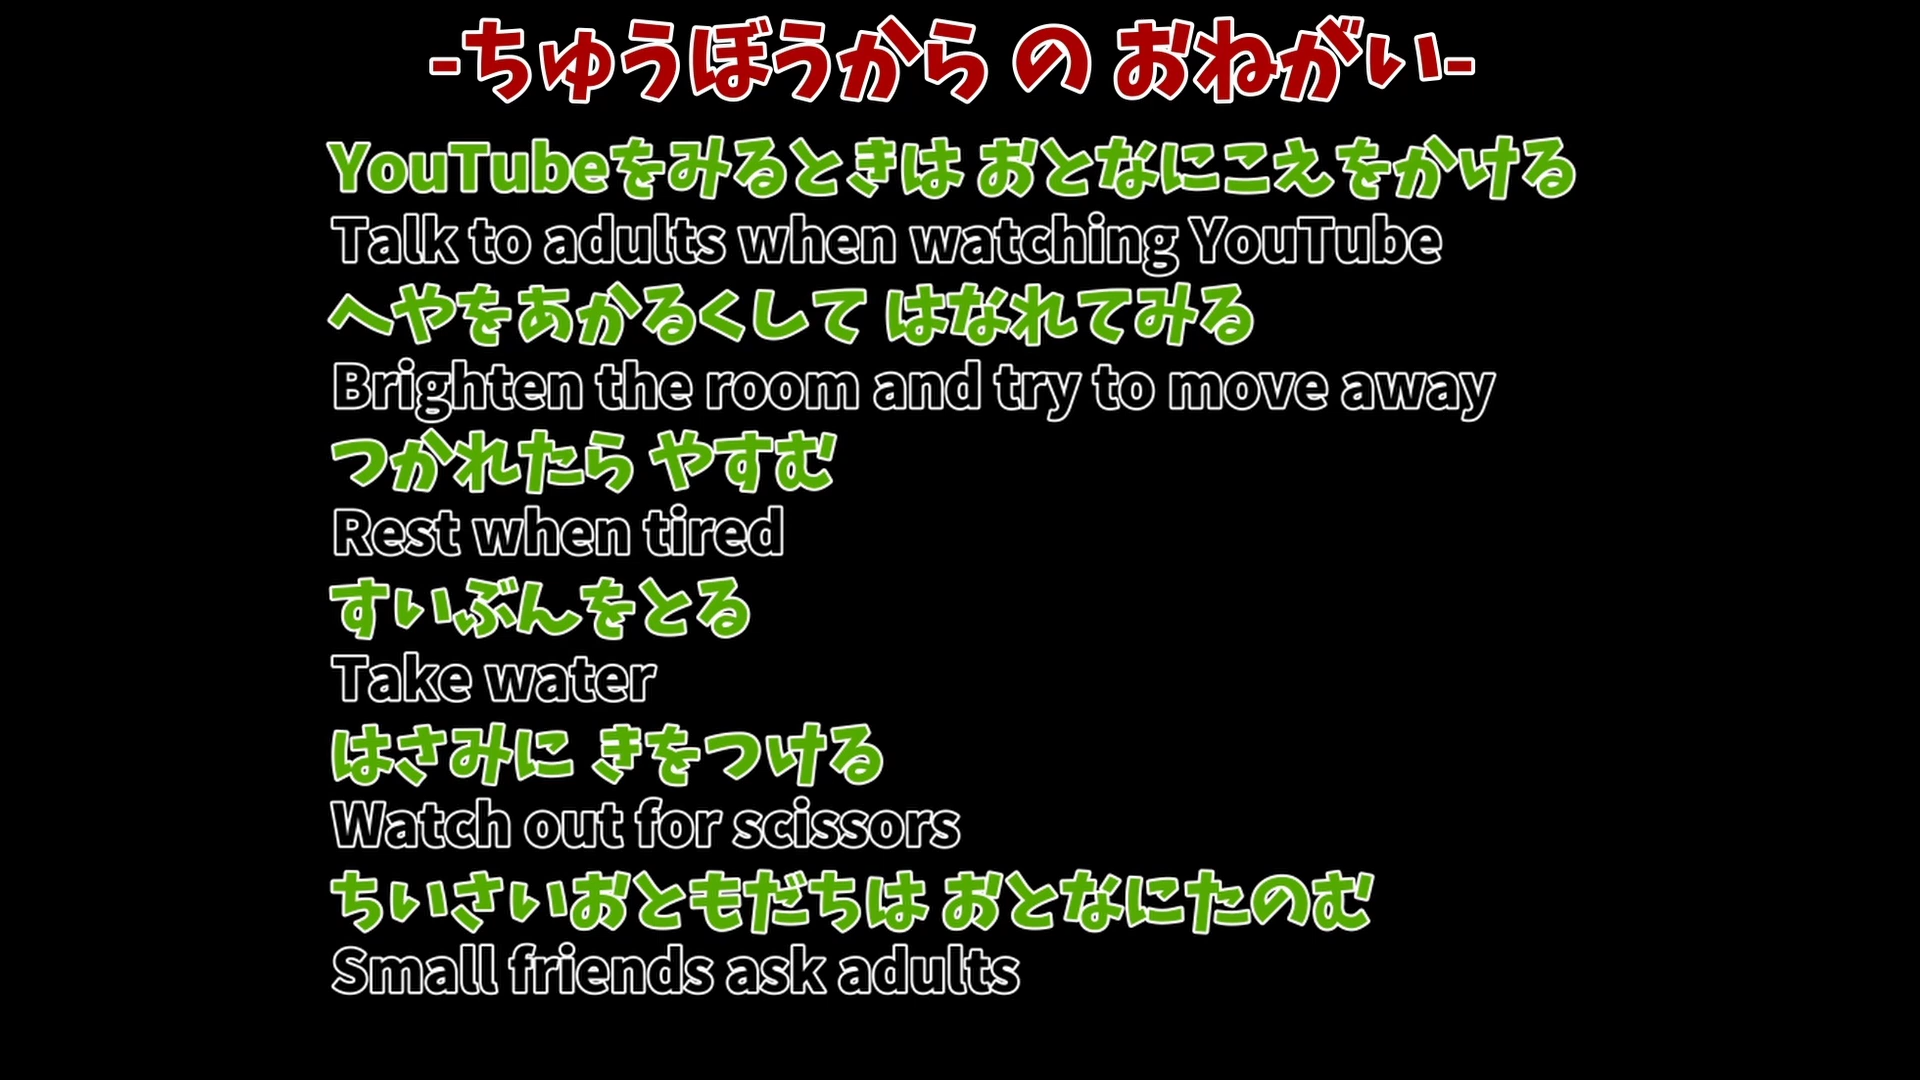 -ちゅうぼうから の おねがい-
YouTubeをみるときは おとなにこえをかける
Talk to adults when watching YouTube
へやをあかるくして はなれてみる
Brighten the room and try to move away
つかれたら やすむ
Rest when tired
すいぶんをとる
Take water
はさみに きをつける
Watch out for scissors
ちいさいおともだちは おとなにたのむ
Small friends ask adults